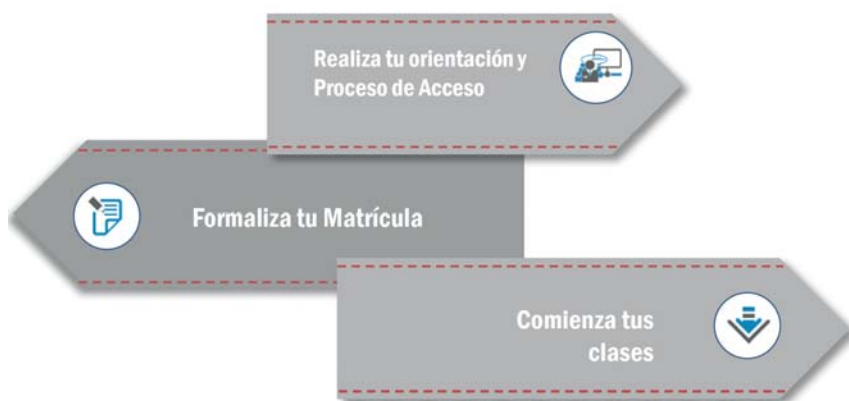 Realiza tu orientación y
Proceso de Acceso
Formaliza tu Matrícula
Comienza tus
clases